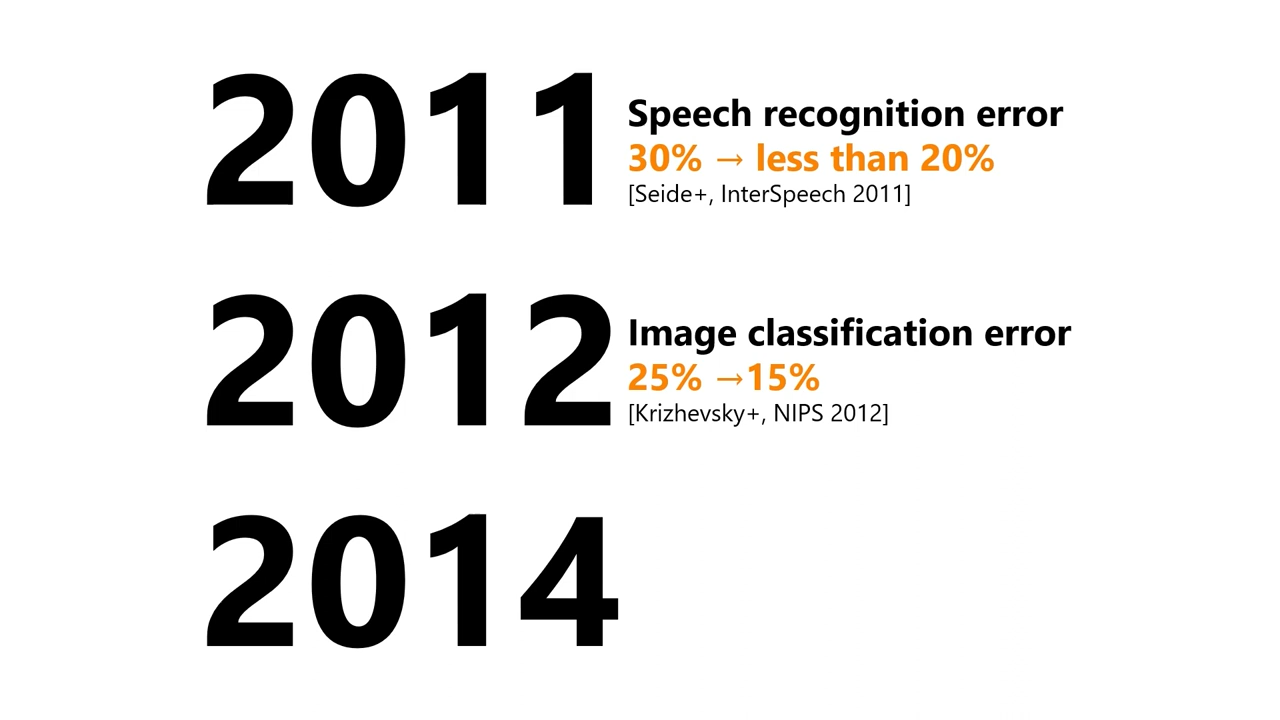 2011
Speech recognition error
30% → less than 20%
[Seide+, InterSpeech 2011]
2012
Image classification error
25% →15%
[Krizhevsky+, NIPS 2012]
2014